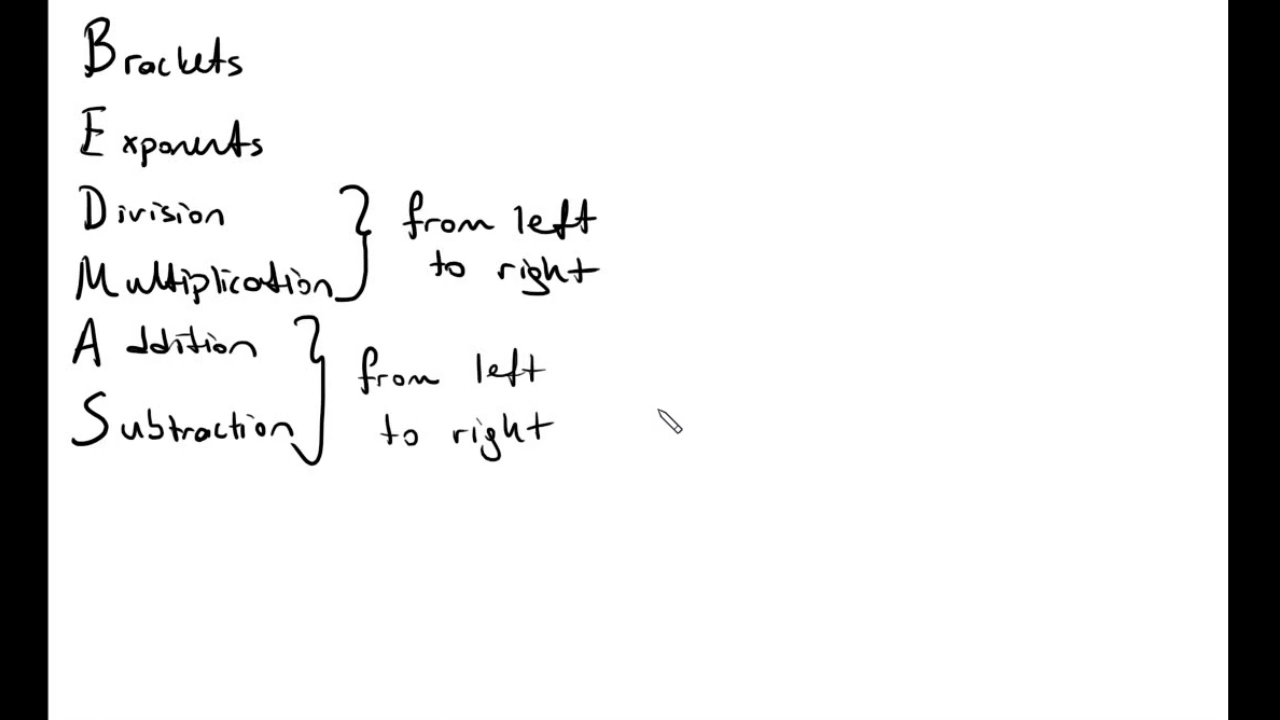 Brackets
Exponents
Division
Multiplication
from left
to right
Addition
Subtraction
from left
to right